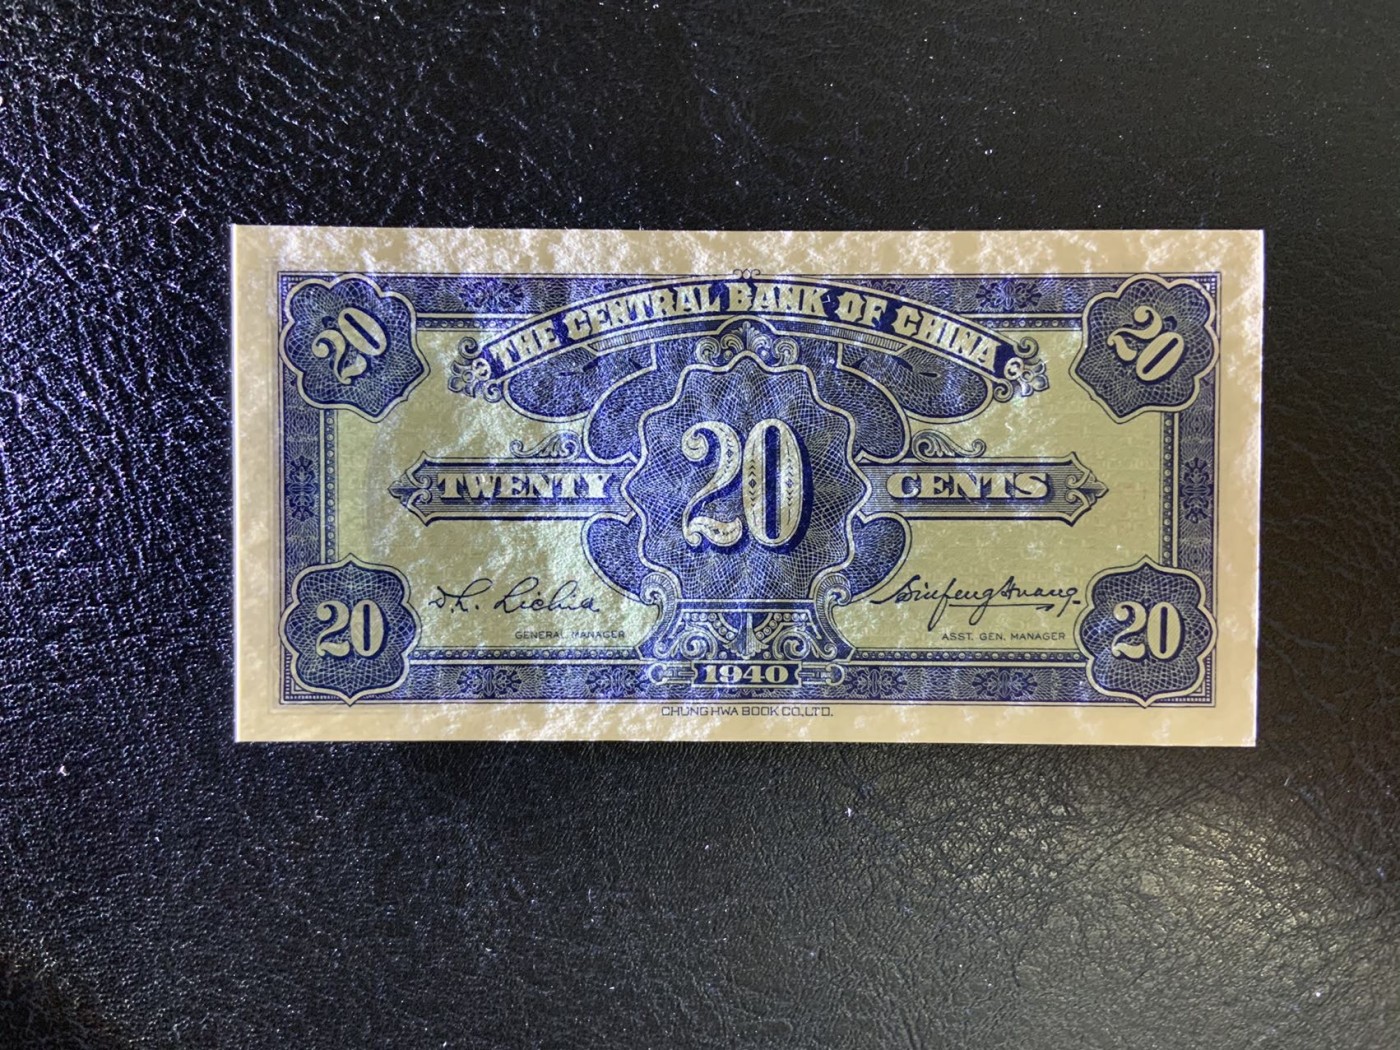 THE CENTRAL BANK OF CHINA
20 20
TWENTY 20 CENTS
GENERAL MANAGER ASST. GEN. MANAGER
20 1940 20
CHUNG HWA BOOK CO., LTD.